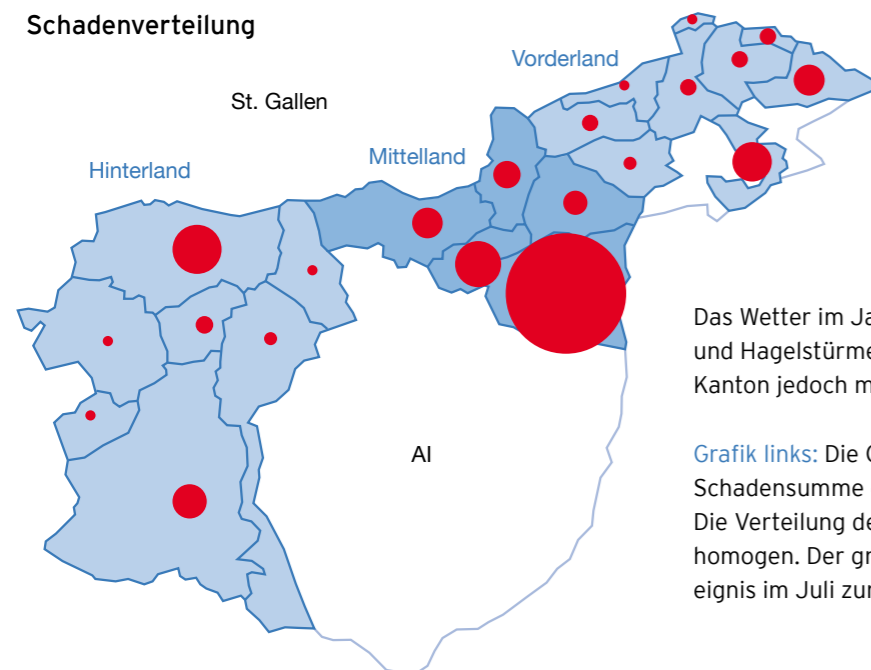 Schadenverteilung
Vorderland
St. Gallen
Mittelland
Hinterland
AI
Das Wetter im Ja
und Hagelstürme
Kanton jedoch m
Grafik links: Die
Schadensumme
Die Verteilung de
homogen. Der gr
eignis im Juli zur